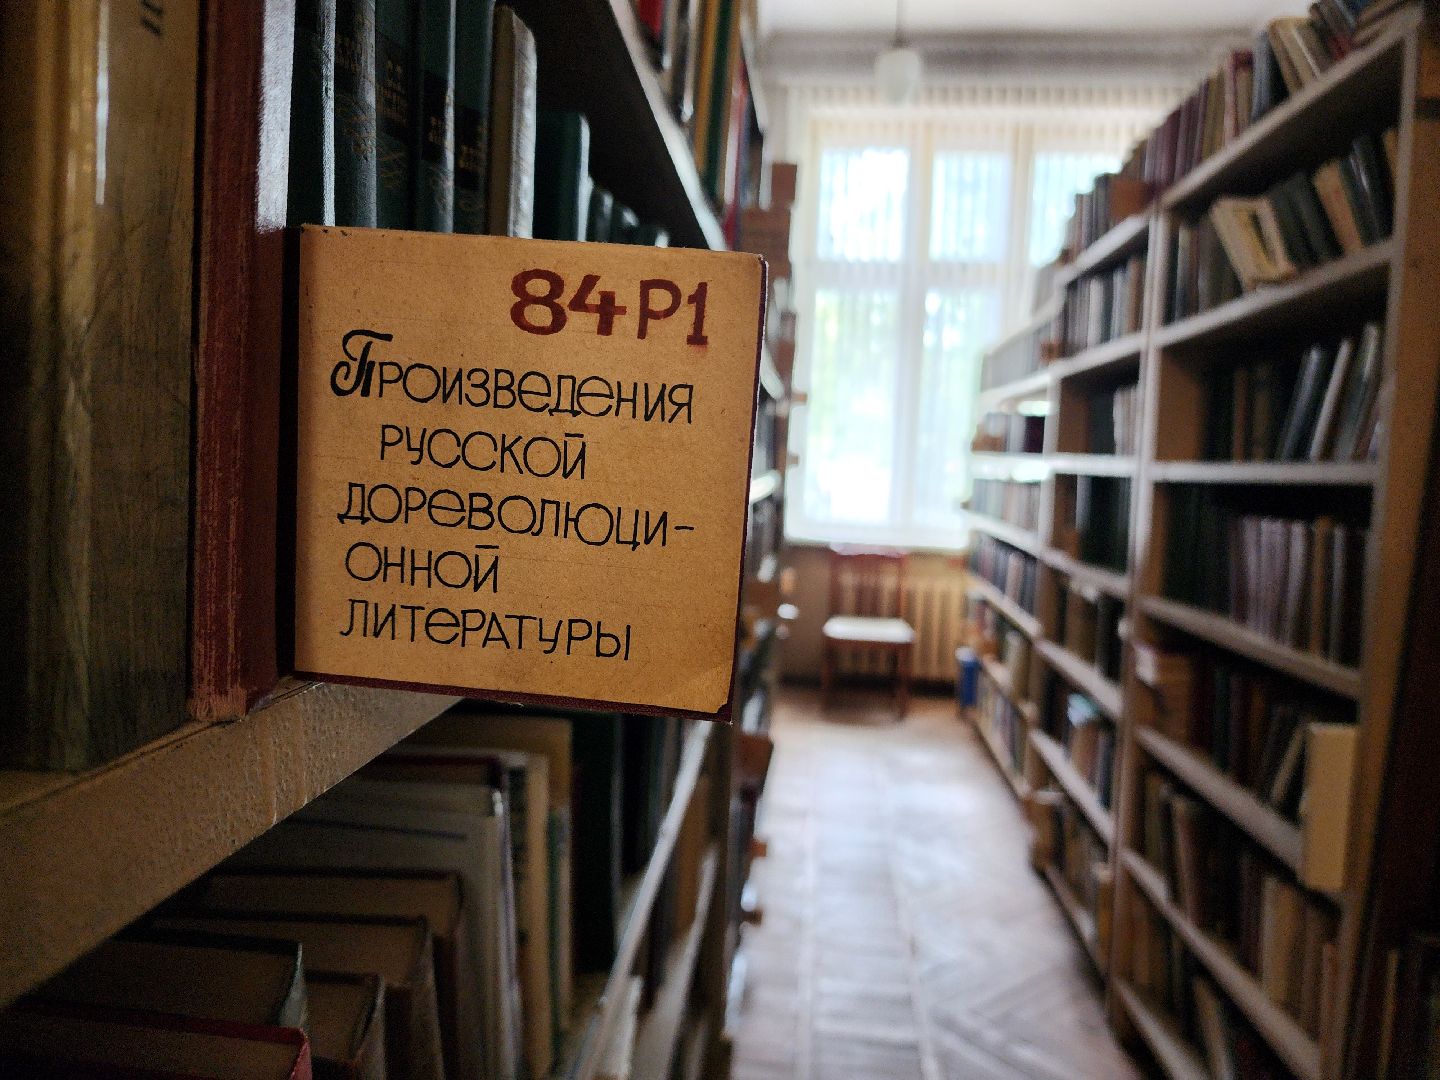 84Р1
Произведения
русской
дореволюци-
онной
литературы